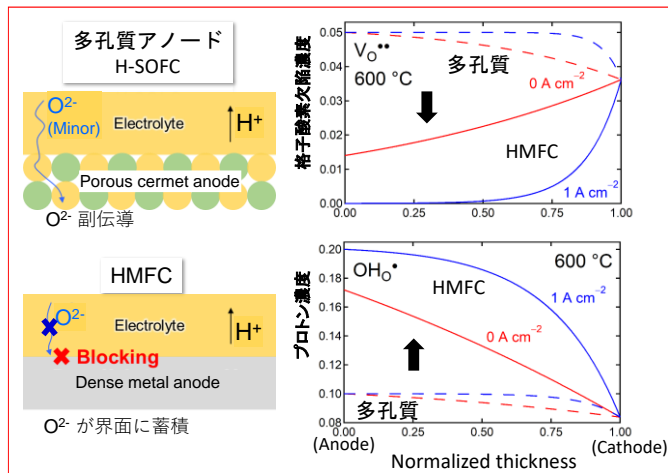 多孔質アノード
H-SOFC
O²⁻
(Minor)
Electrolyte
H⁺
Porous cermet anode
O²⁻ 副伝導
HMFC
O²⁻
Electrolyte
H⁺
Blocking
Dense metal anode
O²⁻ が界面に蓄積
格子酸素欠陥濃度
0.06
0.05
0.04
0.03
0.02
0.01
0.00
Vo••
600 °C
多孔質
0 A cm⁻²
HMFC
1 A cm⁻²
0.00 0.25 0.50 0.75 1.00
プロトン濃度
0.20
0.18
0.16
0.14
0.12
0.10
0.08
OHo•
600 °C
HMFC
1 A cm⁻²
0 A cm⁻²
多孔質
0.00 0.25 0.50 0.75 1.00
(Anode) (Cathode)
Normalized thickness